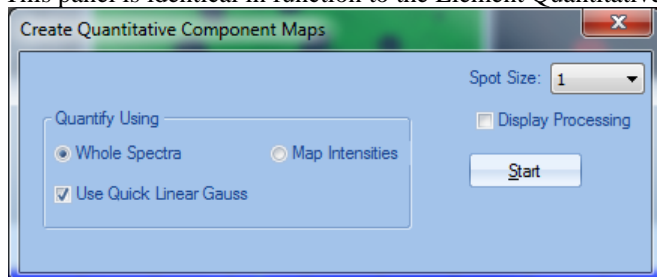 This panel is identical in function to the Element Quantitative
Create Quantitative Component Maps
Spot Size: 1
Quantify Using
Display Processing
Whole Spectra
Map Intensities
Start
Use Quick Linear Gauss